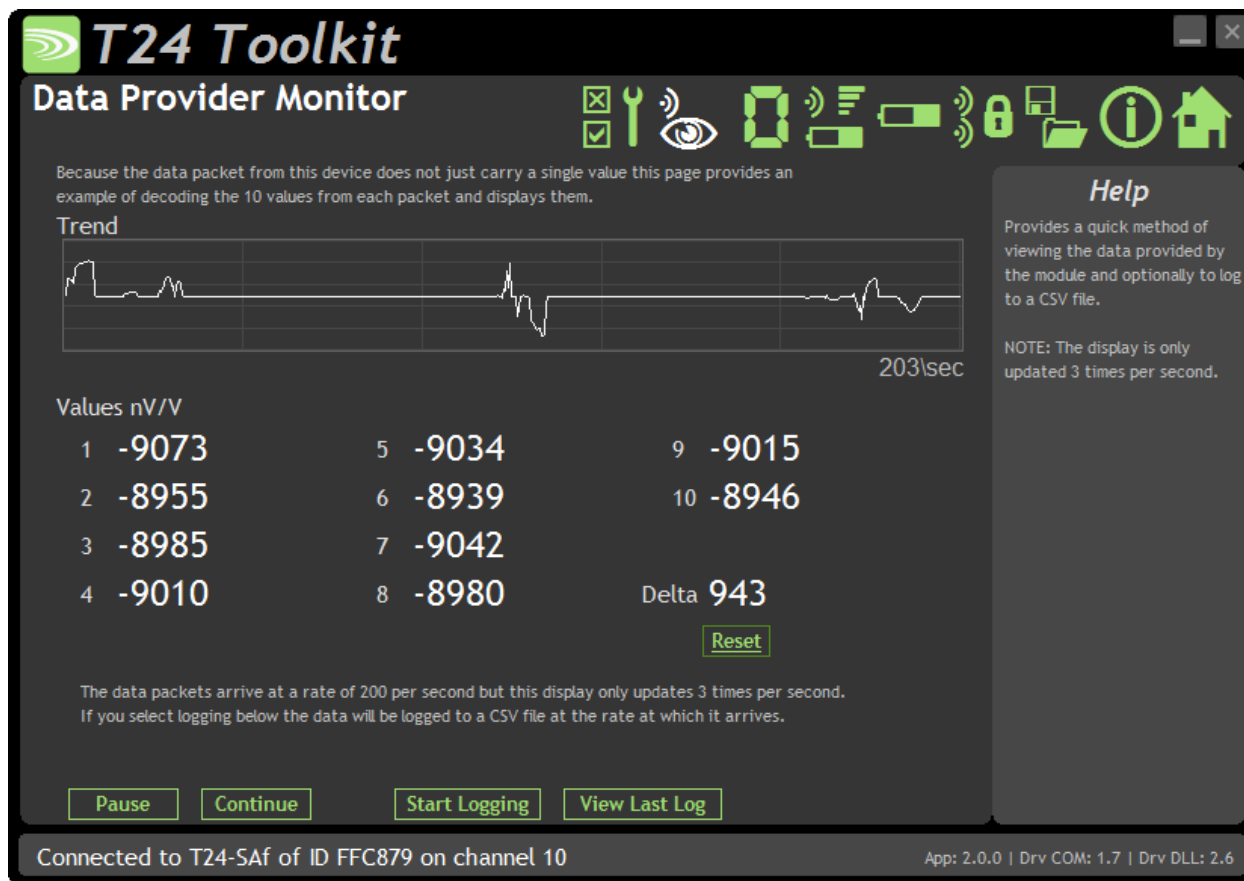 T24 Toolkit
Data Provider Monitor
Because the data packet from this device does not just carry a single value this page provides an
example of decoding the 10 values from each packet and displays them.
Trend
203\sec
Values nV/V
1 -9073
2 -8955
3 -8985
4 -9010
5 -9034
6 -8939
7 -9042
8 -8980
9 -9015
10 -8946
Delta 943
Reset
The data packets arrive at a rate of 200 per second but this display only updates 3 times per second.
If you select logging below the data will be logged to a CSV file at the rate at which it arrives.
Pause
Continue
Start Logging
View Last Log
Help
Provides a quick method of
viewing the data provided by
the module and optionally to log
to a CSV file.
NOTE: The display is only
updated 3 times per second.
Connected to T24-SAf of ID FFC879 on channel 10
App: 2.0.0 | Drv COM: 1.7 | Drv DLL: 2.6